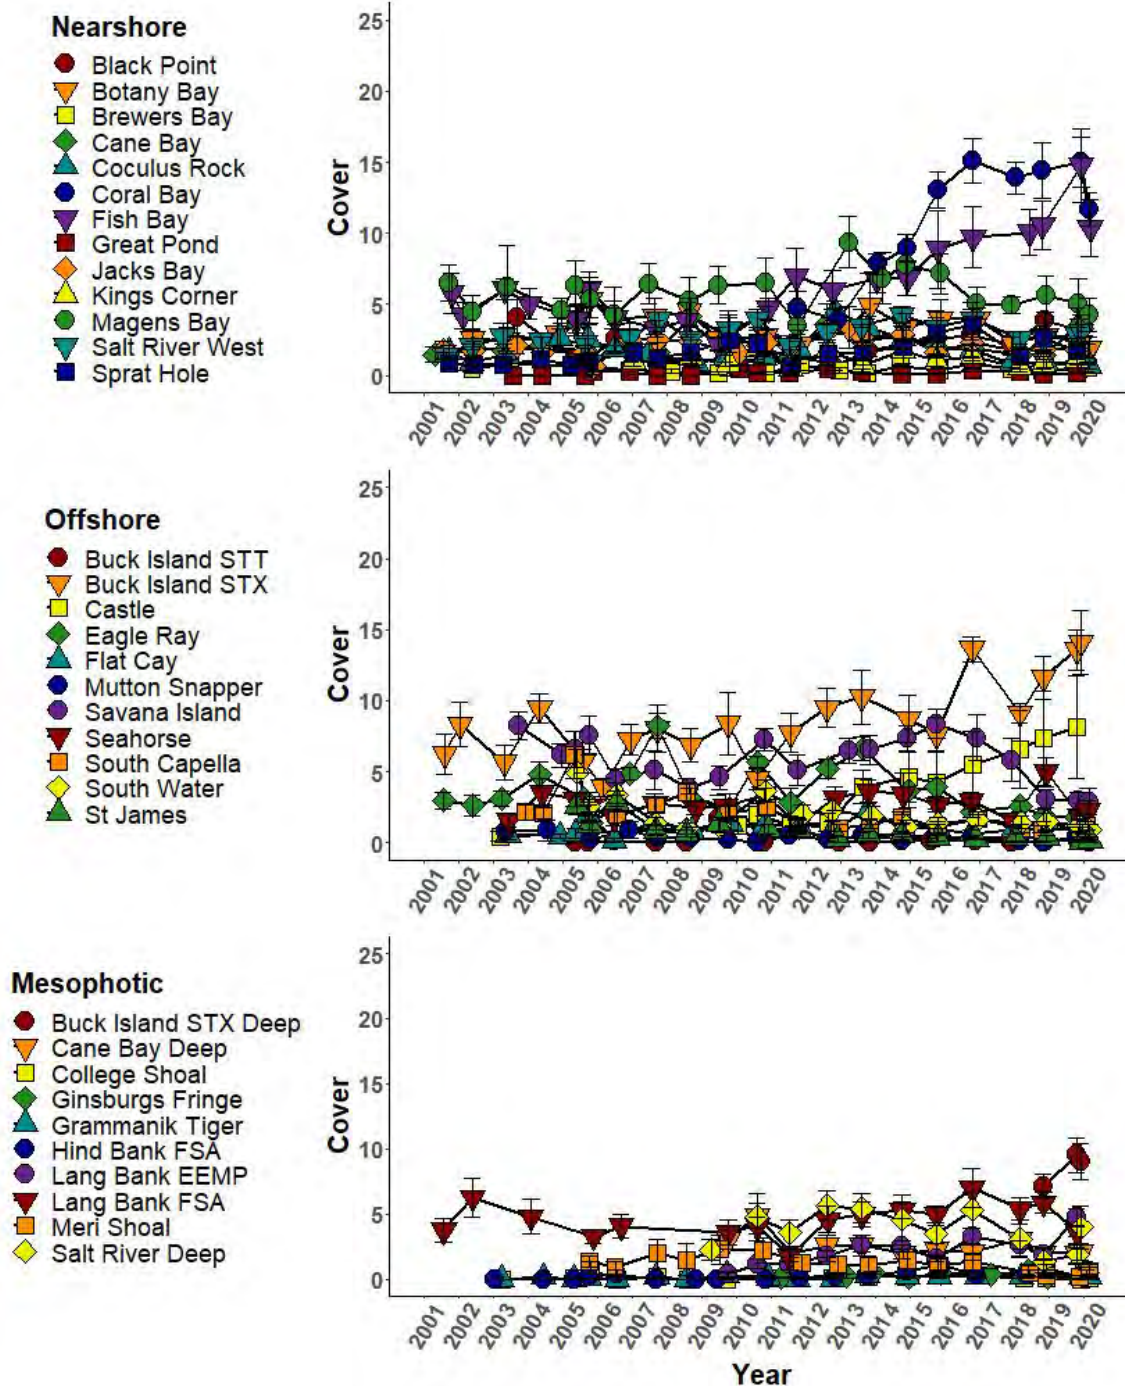 Nearshore
Black Point
Botany Bay
Brewers Bay
Cane Bay
Coculus Rock
Coral Bay
Fish Bay
Great Pond
Jacks Bay
Kings Corner
Magens Bay
Salt River West
Sprat Hole
Cover
25
20
15
10
5
0
2001 2002 2003 2004 2005 2006 2007 2008 2009 2010 2011 2012 2013 2014 2015 2016 2017 2018 2019 2020
Offshore
Buck Island STT
Buck Island STX
Castle
Eagle Ray
Flat Cay
Mutton Snapper
Savana Island
Seahorse
South Capella
South Water
St James
Cover
25
20
15
10
5
0
2001 2002 2003 2004 2005 2006 2007 2008 2009 2010 2011 2012 2013 2014 2015 2016 2017 2018 2019 2020
Mesophotic
Buck Island STX Deep
Cane Bay Deep
College Shoal
Ginsburgs Fringe
Grammanik Tiger
Hind Bank FSA
Lang Bank EEMP
Lang Bank FSA
Meri Shoal
Salt River Deep
Cover
25
20
15
10
5
0
2001 2002 2003 2004 2005 2006 2007 2008 2009 2010 2011 2012 2013 2014 2015 2016 2017 2018 2019 2020
Year